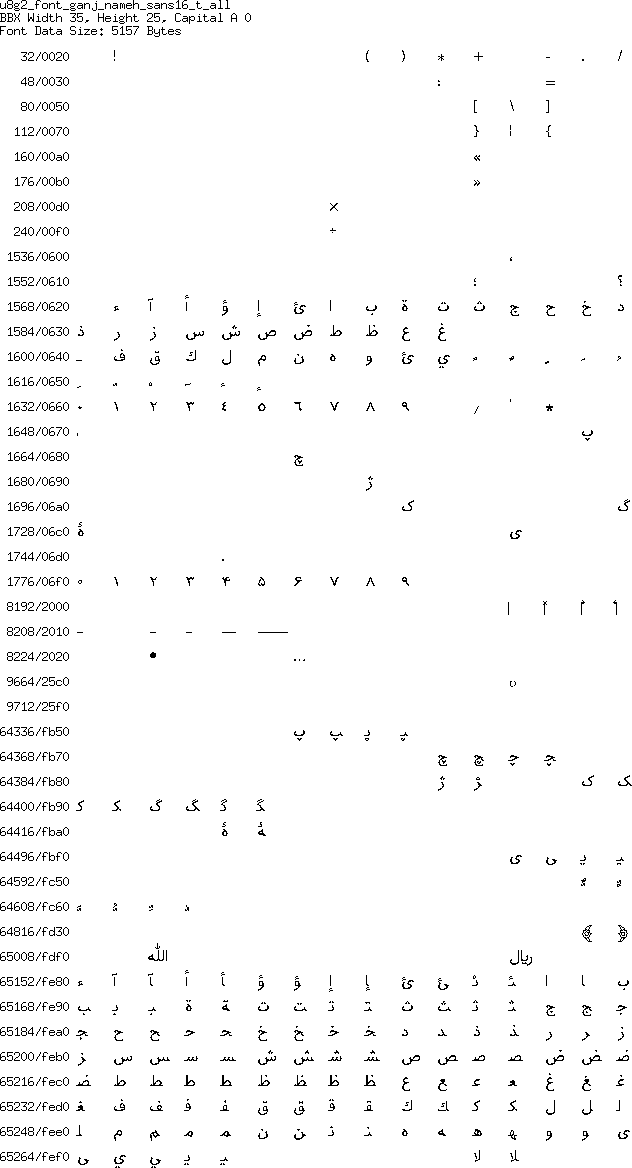 u8g2_font_ganj_nameh_sans16_t_all
BBX Width 35, Height 25, Capital A 0
Font Data Size: 5157 Bytes
32/0020 ! ( ) * + - . /
48/0030 : =
80/0050 [ \ ]
112/0070 } ¦ {
160/00a0 «
176/00b0 »
208/00d0 ×
240/00f0 ÷
1536/0600 ،
1552/0610 ؛ ؟
1568/0620 ء آ أ ؤ إ ئ ا ب ة ت ث ج ح خ د
1584/0630 ذ ر ز س ش ص ض ط ظ ع غ
1600/0640 ـ ف ق ك ل م ن ه و ئ ي ً ٌ ٍ َ ُ
1616/0650 ِ ّ ْ ٓ ٔ ٕ
1632/0660 ٠ ١ ٢ ٣ ٤ ٥ ٦ ٧ ٨ ٩ ٫ ٬ ٭
1648/0670 ٰ پ
1664/0680 چ
1680/0690 ژ
1696/06a0 ک گ
1728/06c0 ۀ ی
1744/06d0 ۔
1776/06f0 ۰ ۱ ۲ ۳ ۴ ۵ ۶ ۷ ۸ ۹
8192/2000
8208/2010 ‐ ‒ – — ―
8224/2020 • …
9664/25c0 ◌
9712/25f0
64336/fb50 ﭖ ﭗ ﭘ ﭙ
64368/fb70 ﭺ ﭻ ﭼ ﭽ
64384/fb80 ﮊ ﮋ ﮎ ﮏ
64400/fb90 ﮐ ﮑ ﮒ ﮓ ﮔ ﮕ
64416/fba0 ﮤ ﮥ
64496/fbf0 ﯼ ﯽ ﯾ ﯿ
64592/fc50 ﱞ ﱟ
64608/fc60 ﱠ ﱡ ﱢ ﱣ
64816/fd30 ﴾ ﴿
65008/fdf0 ﷲ ﷼
65152/fe80 ﺀ ﺁ ﺂ ﺃ ﺄ ﺅ ﺆ ﺇ ﺈ ﺉ ﺊ ﺋ ﺌ ﺍ ﺎ ﺏ
65168/fe90 ﺐ ﺑ ﺒ ﺓ ﺔ ﺕ ﺖ ﺗ ﺘ ﺙ ﺚ ﺛ ﺜ ﺝ ﺞ ﺟ
65184/fea0 ﺠ ﺡ ﺢ ﺣ ﺤ ﺥ ﺦ ﺧ ﺨ ﺩ ﺪ ﺫ ﺬ ﺭ ﺮ ﺯ
65200/feb0 ﺰ ﺱ ﺲ ﺳ ﺴ ﺵ ﺶ ﺷ ﺸ ﺹ ﺺ ﺻ ﺼ ﺽ ﺾ ﺿ
65216/fec0 ﻀ ﻁ ﻂ ﻃ ﻄ ﻅ ﻆ ﻇ ﻈ ﻉ ﻊ ﻋ ﻌ ﻍ ﻎ ﻏ
65232/fed0 ﻐ ﻑ ﻒ ﻓ ﻔ ﻕ ﻖ ﻗ ﻘ ﻙ ﻚ ﻛ ﻜ ﻝ ﻞ ﻟ
65248/fee0 ﻠ ﻡ ﻢ ﻣ ﻤ ﻥ ﻦ ﻧ ﻨ ﻩ ﻪ ﻫ ﻬ ﻭ ﻮ ﻯ
65264/fef0 ﻰ ﻱ ﻲ ﻳ ﻴ ﻻ ﻼ